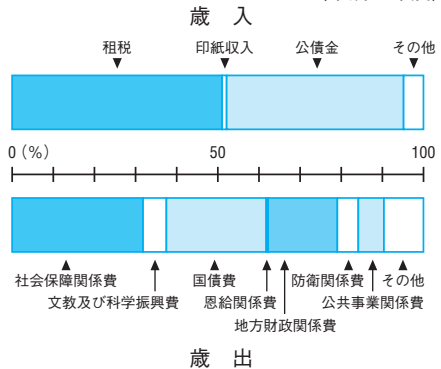 歳 入
租税 印紙収入 公債金 その他
0(%) 50 100
社会保障関係費 国債費 防衛関係費 その他
文教及び科学振興費 恩給関係費 公共事業関係費
地方財政関係費
歳 出